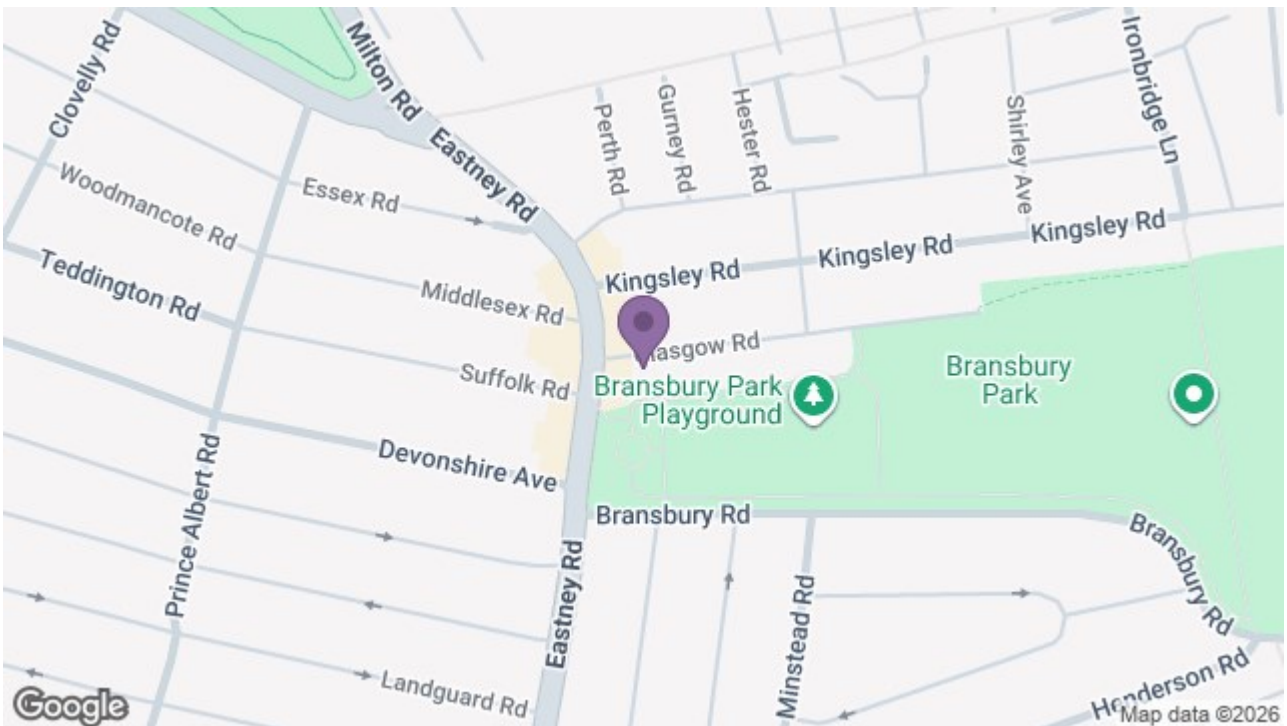 Clovelly Rd
Milton Rd
Ironbridge Ln
Perth Rd
Gurney Rd
Hester Rd
Shirley Ave
Eastney Rd
Woodmancote Rd
Essex Rd
Kingsley Rd
Kingsley Rd
Kingsley Rd
Teddington Rd
Middlesex Rd
lasgow Rd
Suffolk Rd
Bransbury Park
Playground
Bransbury
Park
Devonshire Ave
Prince Albert Rd
Bransbury Rd
Bransbury Rd
Eastney Rd
Minstead Rd
Landguard Rd
Henderson Rd
Google
Map data ©2026